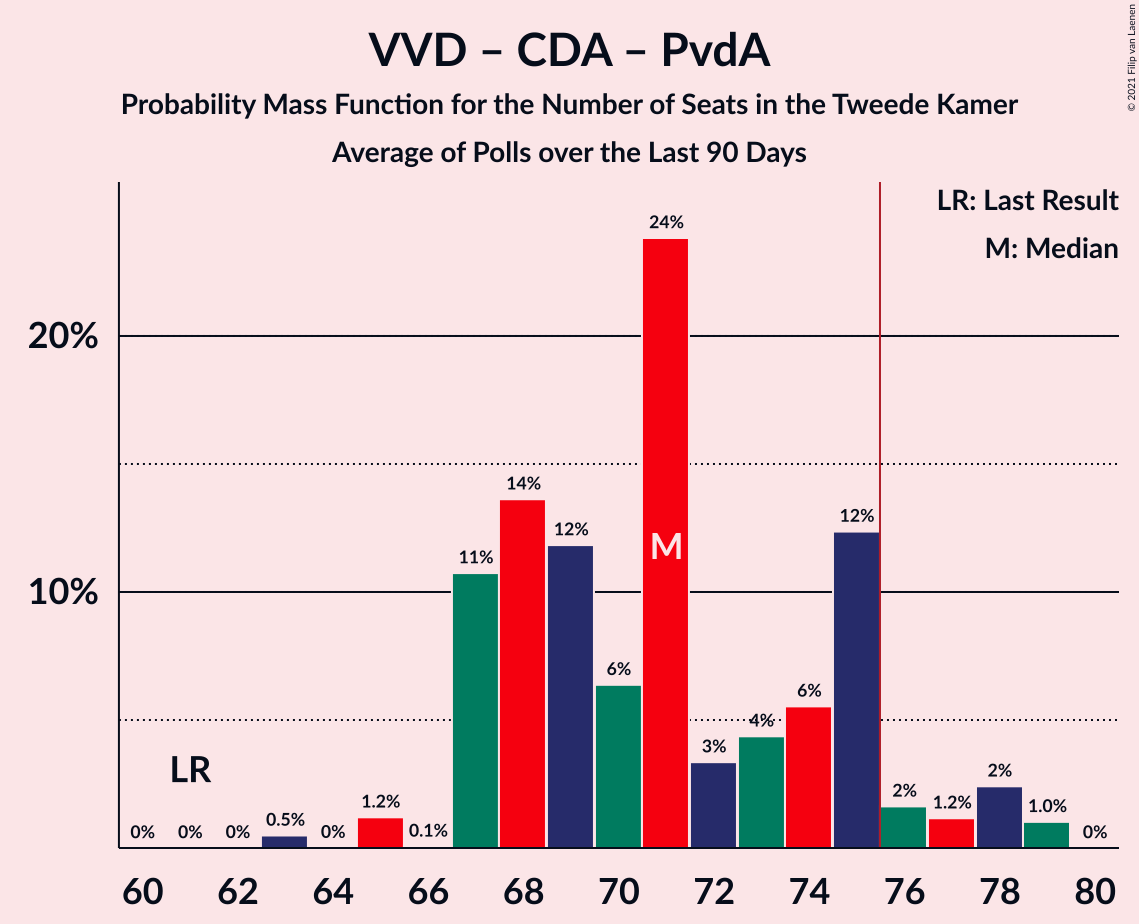 VVD – CDA – PvdA
Probability Mass Function for the Number of Seats in the Tweede Kamer
Average of Polls over the Last 90 Days
© 2021 Filip van Laenen
LR: Last Result
M: Median
24%
20%
14%
12%
12%
11%
M
10%
6%
6%
4%
3%
LR
2%
2%
0% 0% 0% 0.5% 0% 1.2% 0.1% 1.2% 1.0% 0%
60 62 64 66 68 70 72 74 76 78 80